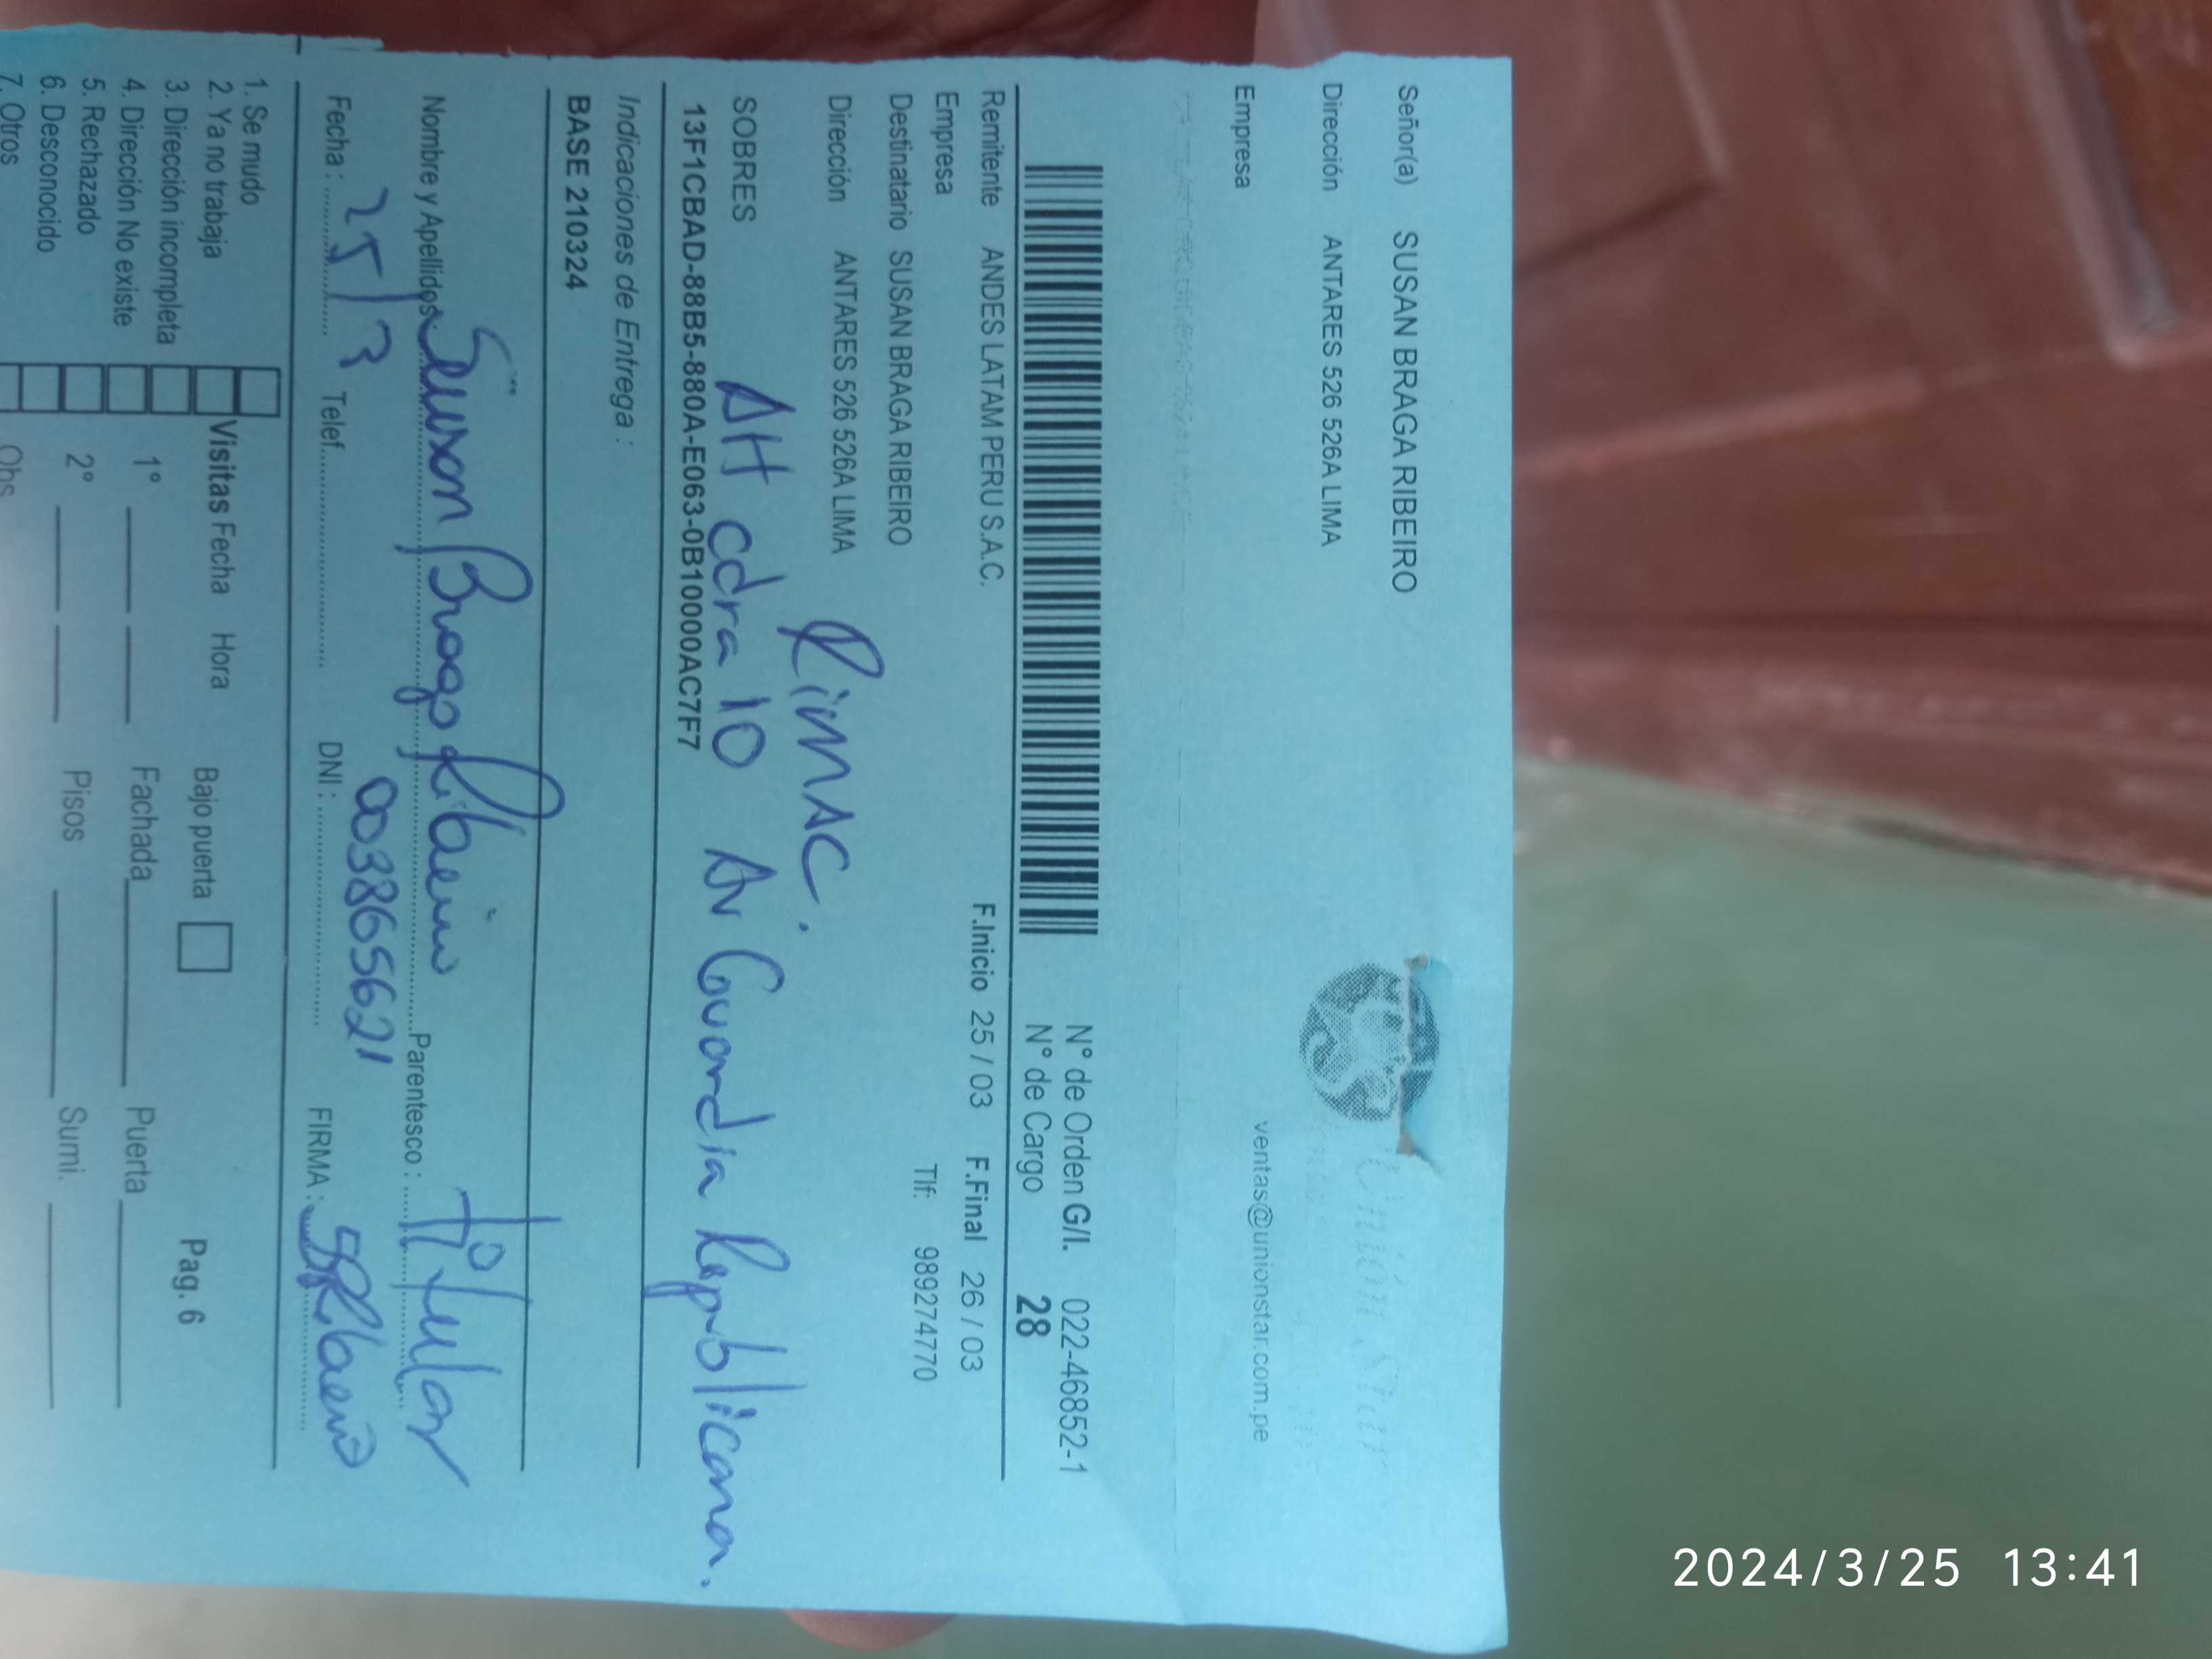 Señor(a) SUSAN BRAGA RIBEIRO
Dirección ANTARES 526 526A LIMA
Unión Star
ventas@unionstar.com.pe
Empresa
N° de Orden G/I. 022-46852-1
N° de Cargo 28
Remitente ANDES LATAM PERU S.A.C. F.Inicio 25 / 03 F.Final 26 / 03
Empresa
Destinatario SUSAN BRAGA RIBEIRO Tlf: 989274770
Dirección ANTARES 526 526A LIMA
Rimac.
SOBRES
Alt cdra 10 Av Guardia Republicana.
13F1CBAD-88B5-880A-E063-0B10000AC7F7
Indicaciones de Entrega :
BASE 210324
Nombre y Apellidos: Suson Braga Ribeiro Parentesco : Titular
Fecha : 25/3 Telef. DNI : 003865621 FIRMA : SRibeiro
1. Se mudo
2. Ya no trabaja
3. Dirección incompleta
4. Dirección No existe
5. Rechazado
6. Desconocido
7. Otros
Visitas Fecha Hora Bajo puerta Pag. 6
1° Fachada Puerta
2° Pisos Sumi.
Obs
2024/3/25 13:41